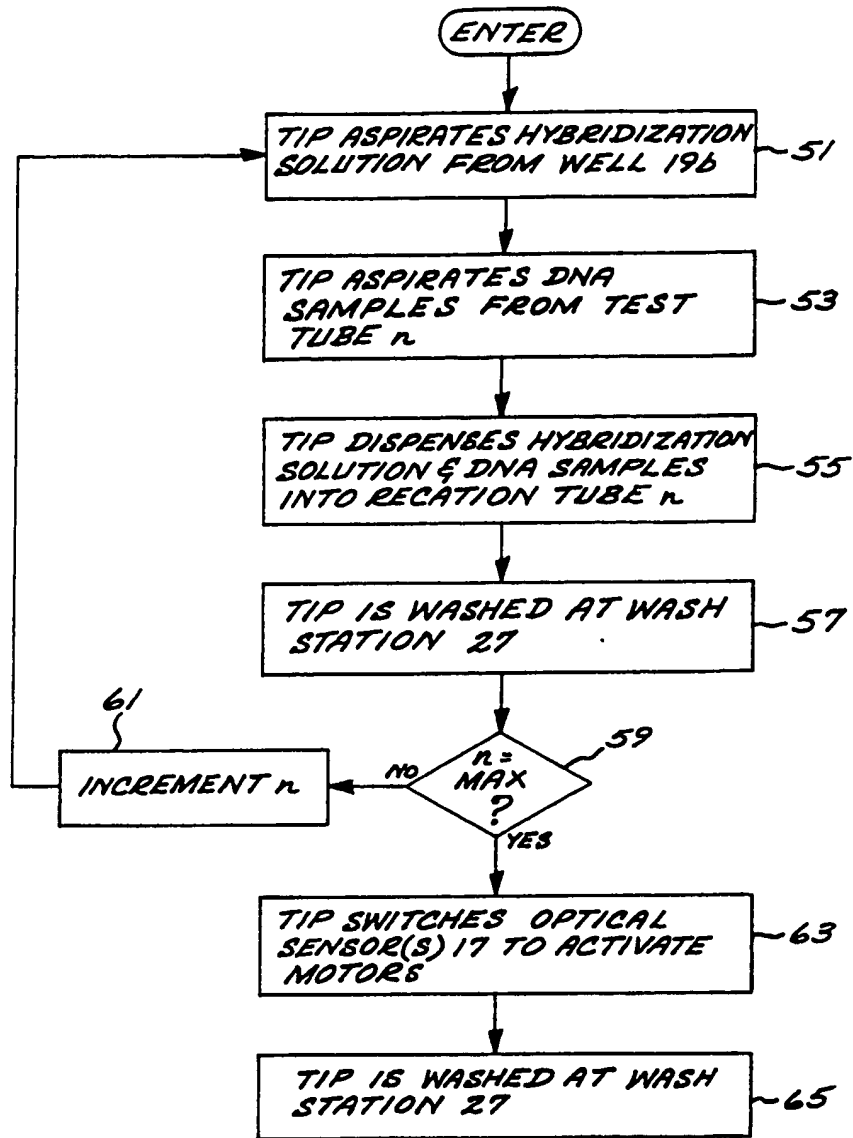 ENTER
TIP ASPIRATES HYBRIDIZATION
SOLUTION FROM WELL 19b
51
TIP ASPIRATES DNA
SAMPLES FROM TEST
TUBE n
53
TIP DISPENSES HYBRIDIZATION
SOLUTION & DNA SAMPLES
INTO RECATION TUBE n
55
TIP IS WASHED AT WASH
STATION 27
57
n =
MAX
?
59
NO
61
INCREMENT n
YES
TIP SWITCHES OPTICAL
SENSOR(S) 17 TO ACTIVATE
MOTORS
63
TIP IS WASHED AT WASH
STATION 27
65